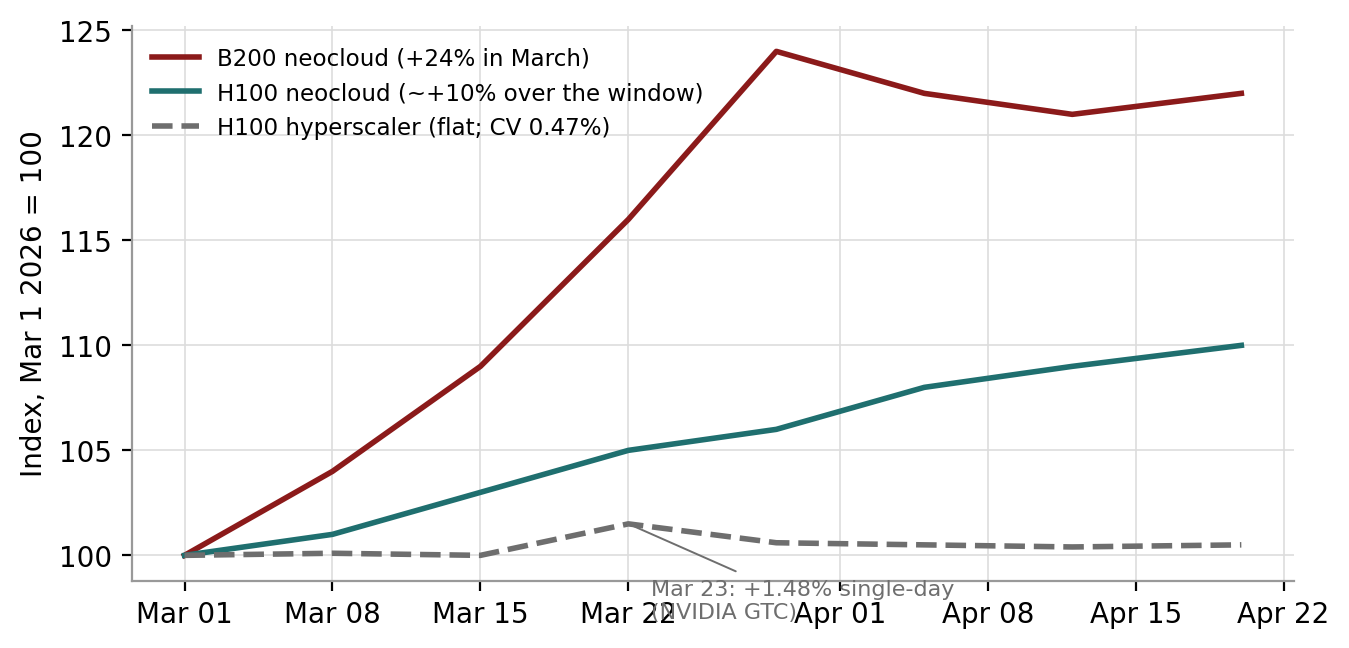 125
120
115
110
105
100
Index, Mar 1 2026 = 100
B200 neocloud (+24% in March)
H100 neocloud (~+10% over the window)
H100 hyperscaler (flat; CV 0.47%)
Mar 23: +1.48% single-day
(NVIDIA GTC)
Mar 01 Mar 08 Mar 15 Mar 22 Apr 01 Apr 08 Apr 15 Apr 22